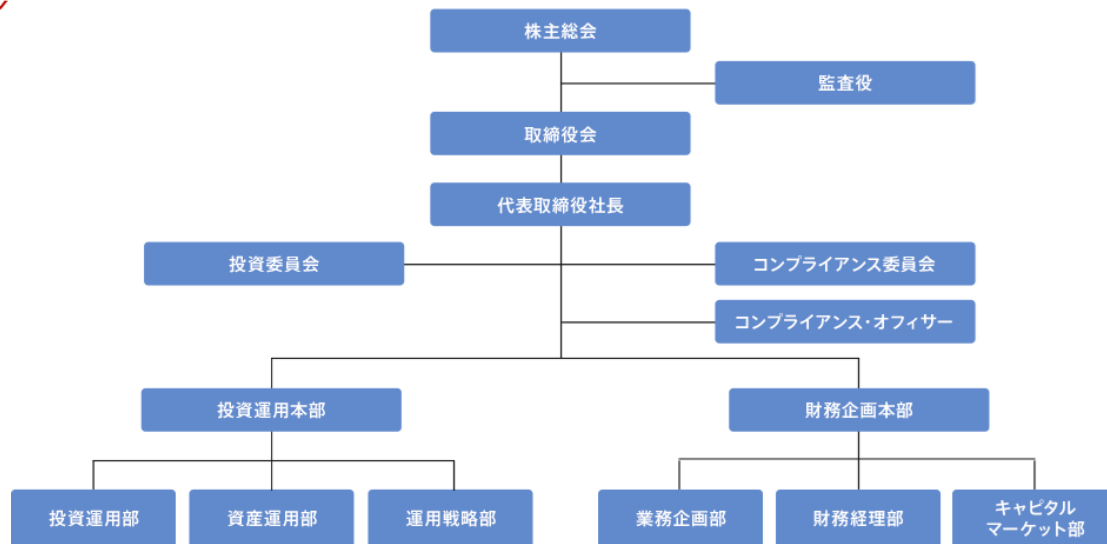 株主総会
監査役
取締役会
代表取締役社長
投資委員会
コンプライアンス委員会
コンプライアンス・オフィサー
投資運用本部
財務企画本部
投資運用部
資産運用部
運用戦略部
業務企画部
財務経理部
キャピタル
マーケット部